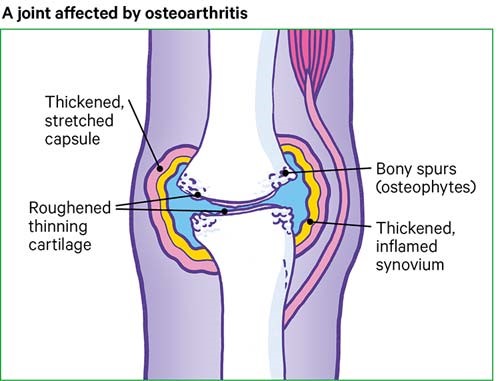 A joint affected by osteoarthritis
Thickened,
stretched
capsule
Roughened
thinning
cartilage
Bony spurs
(osteophytes)
Thickened,
inflamed
synovium